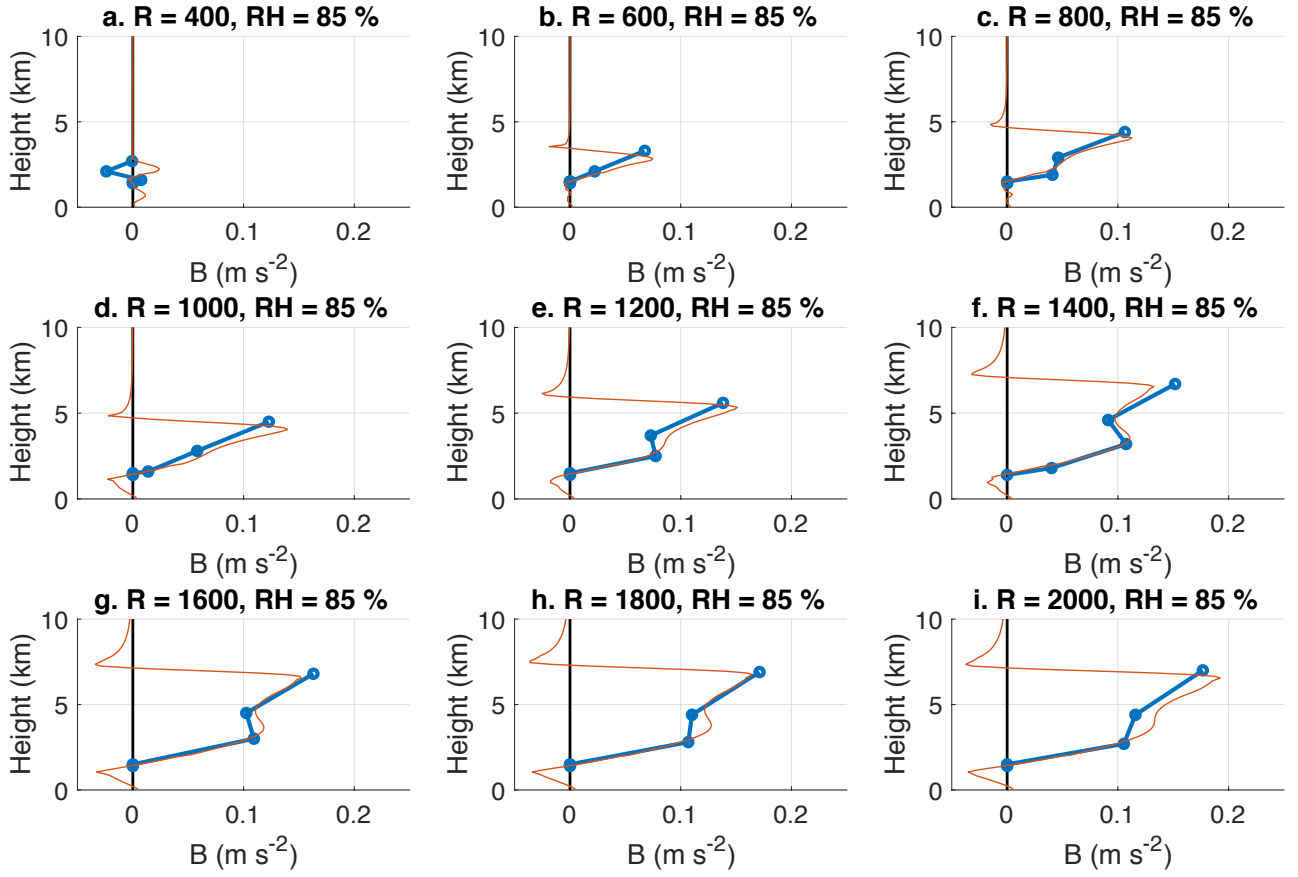 a. R = 400, RH = 85 %
10
5
0
Height (km)
0
0.1
0.2
B (m s⁻²)
b. R = 600, RH = 85 %
10
5
0
Height (km)
0
0.1
0.2
B (m s⁻²)
c. R = 800, RH = 85 %
10
5
0
Height (km)
0
0.1
0.2
B (m s⁻²)
d. R = 1000, RH = 85 %
10
5
0
Height (km)
0
0.1
0.2
B (m s⁻²)
e. R = 1200, RH = 85 %
10
5
0
Height (km)
0
0.1
0.2
B (m s⁻²)
f. R = 1400, RH = 85 %
10
5
0
Height (km)
0
0.1
0.2
B (m s⁻²)
g. R = 1600, RH = 85 %
10
5
0
Height (km)
0
0.1
0.2
B (m s⁻²)
h. R = 1800, RH = 85 %
10
5
0
Height (km)
0
0.1
0.2
B (m s⁻²)
i. R = 2000, RH = 85 %
10
5
0
Height (km)
0
0.1
0.2
B (m s⁻²)